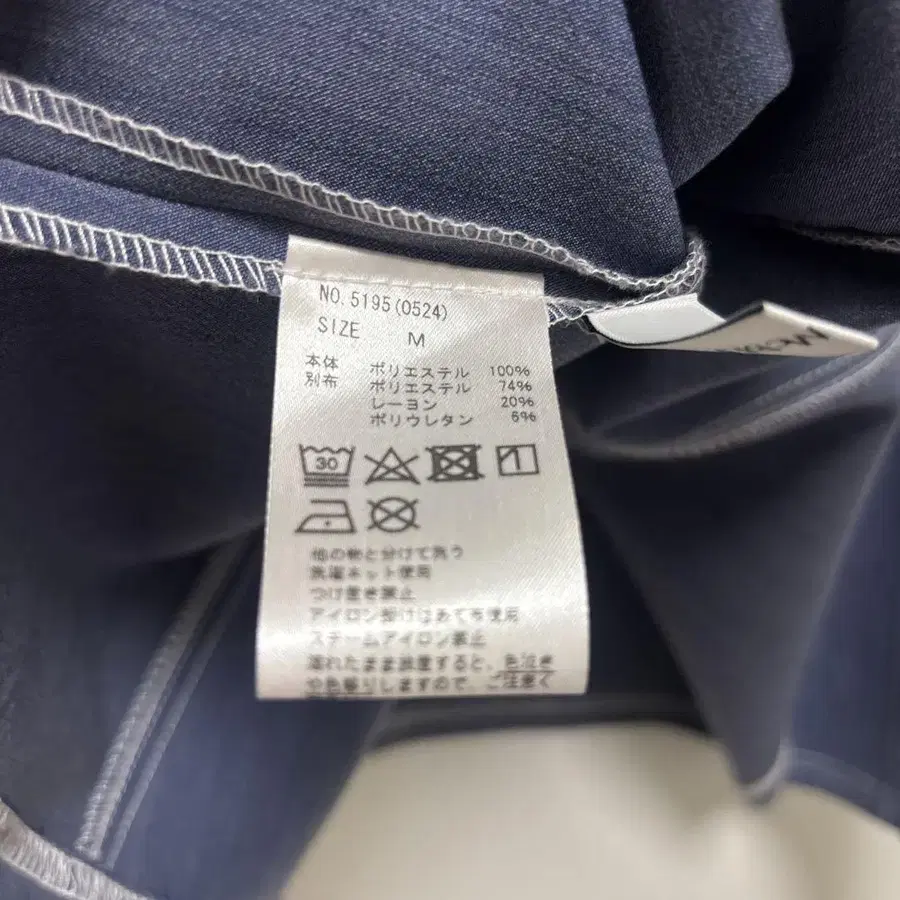 NO.5195(0524)
SIZE M
本体 ポリエステル 100%
別布 ポリエステル 74%
レーヨン 20%
ポリウレタン 6%
30
他の物と分けて洗う
洗濯ネット使用
つけ置き禁止
アイロン掛けはあて布使用
スチームアイロン禁止
濡れたまま放置すると、色泣き
や色移りしますので、ご注意く